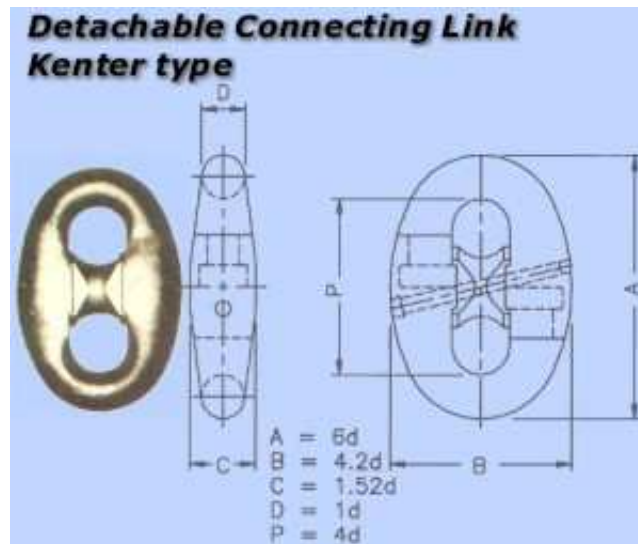 Detachable Connecting Link
Kenter type
D
P
A
C
B
A = 6d
B = 4.2d
C = 1.52d
D = 1d
P = 4d